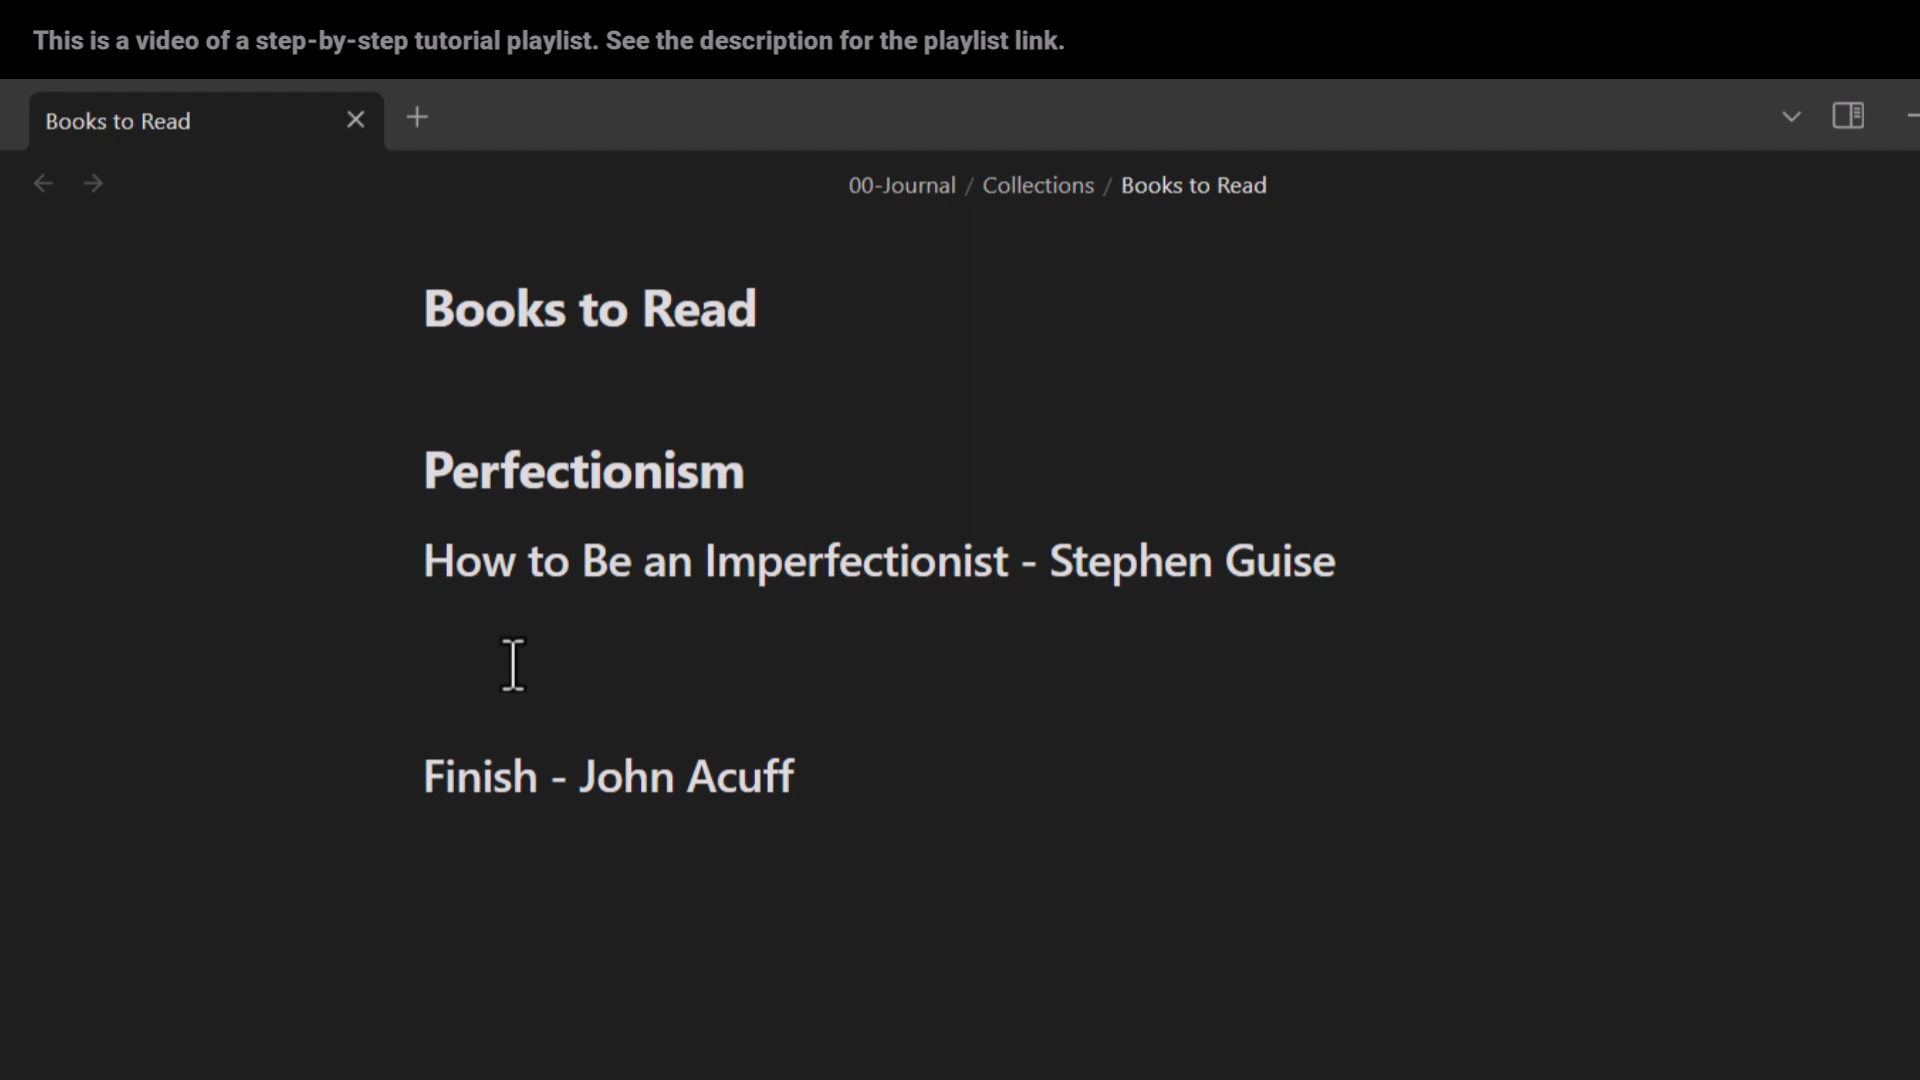 This is a video of a step-by-step tutorial playlist. See the description for the playlist link.
Books to Read
00-Journal / Collections / Books to Read
Books to Read
Perfectionism
How to Be an Imperfectionist - Stephen Guise
Finish - John Acuff